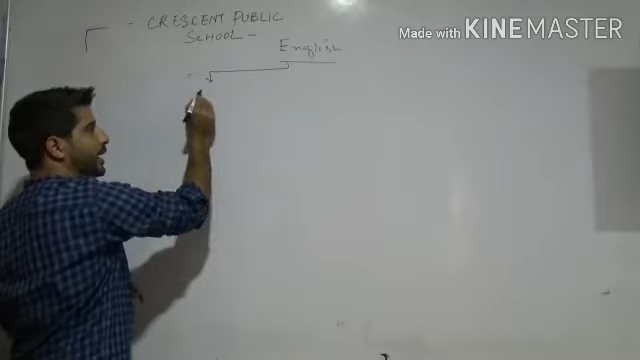 - CRESCENT PUBLIC
SCHOOL -
English
Made with KINEMASTER